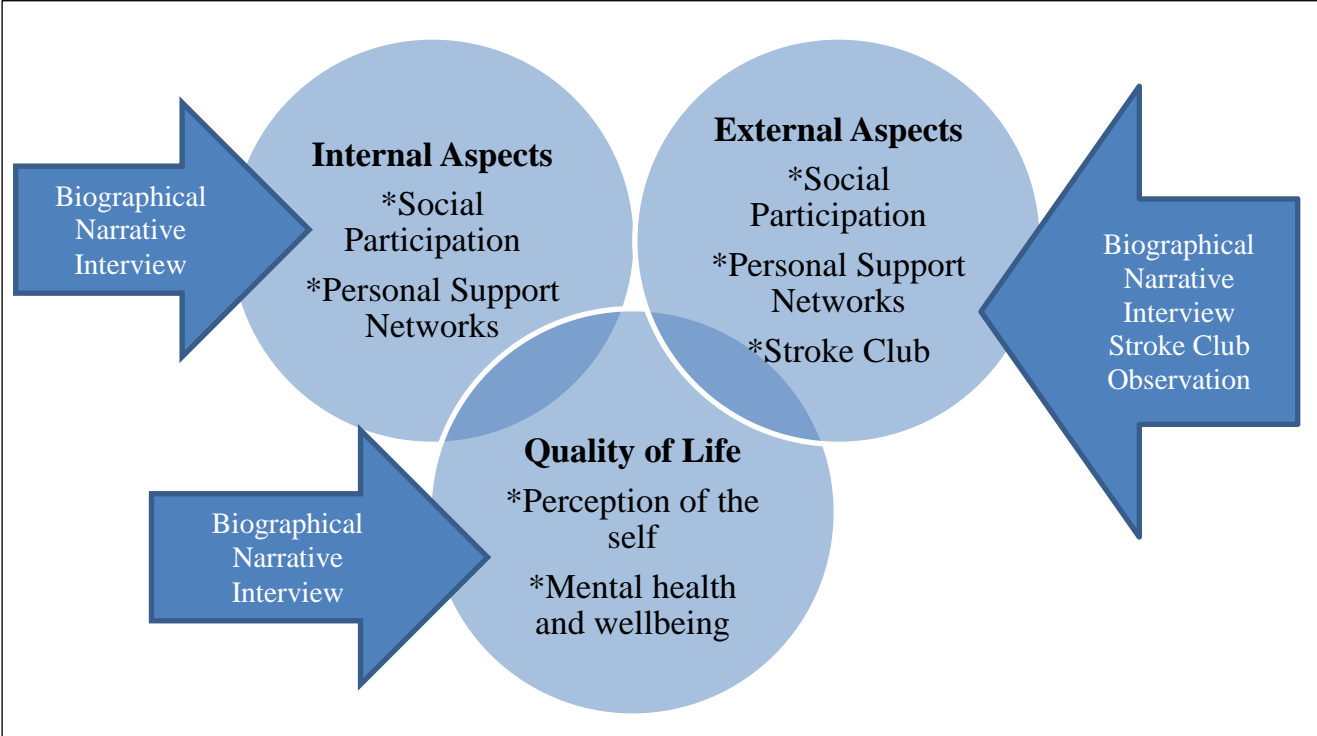 Biographical
Narrative
Interview
Internal Aspects
*Social
Participation
*Personal Support
Networks
External Aspects
*Social
Participation
*Personal Support
Networks
*Stroke Club
Biographical
Narrative
Interview
Stroke Club
Observation
Biographical
Narrative
Interview
Quality of Life
*Perception of the
self
*Mental health
and wellbeing